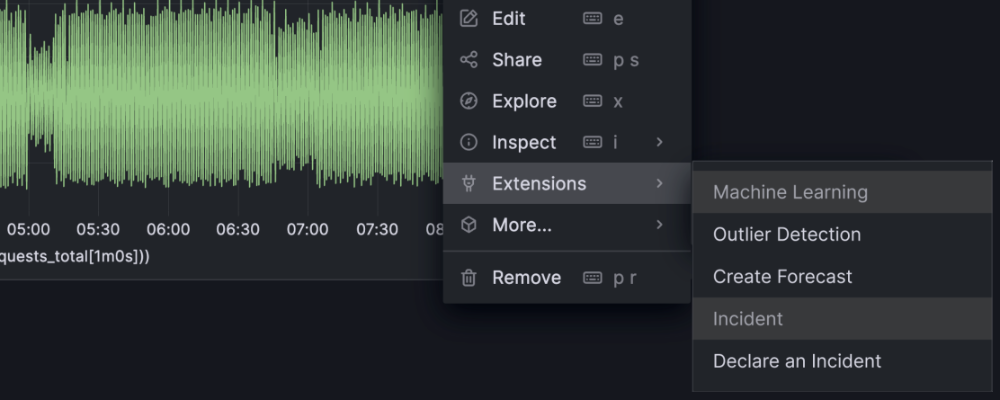 Edit e
Share p s
Explore x
Inspect i
Extensions
More...
Remove p r
Machine Learning
Outlier Detection
Create Forecast
Incident
Declare an Incident
05:00 05:30 06:00 06:30 07:00 07:30 08
quests_total[1m0s]))